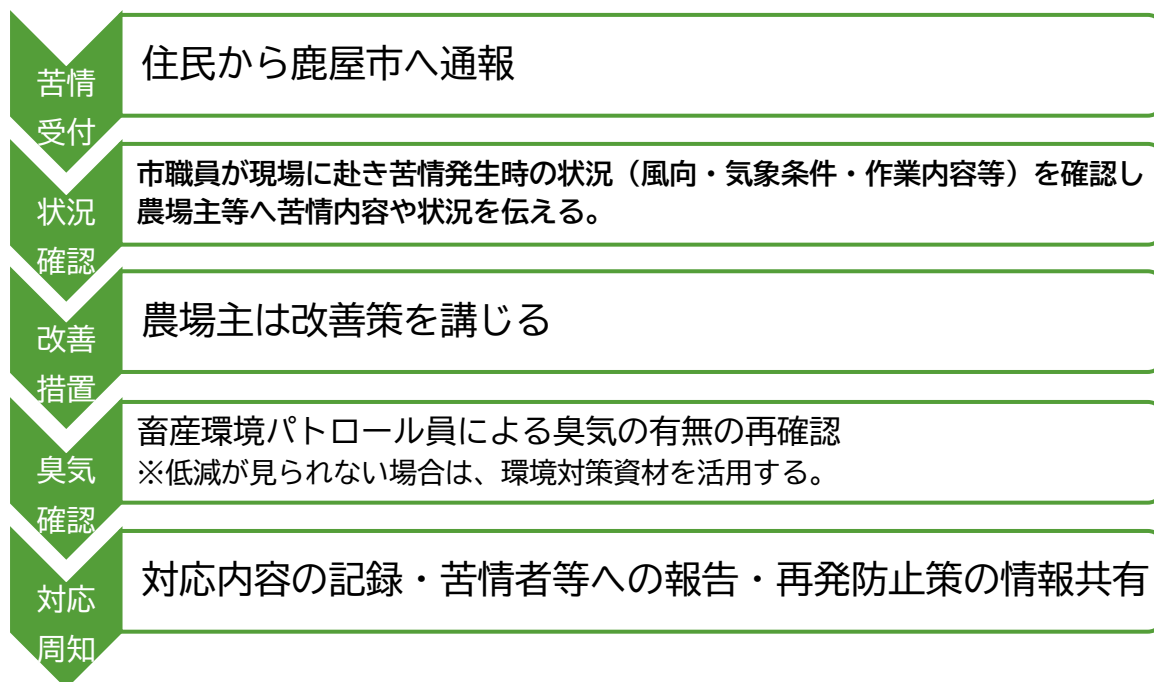 苦情
受付
住民から鹿屋市へ通報
状況
確認
市職員が現場に赴き苦情発生時の状況（風向・気象条件・作業内容等）を確認し
農場主等へ苦情内容や状況を伝える。
改善
措置
農場主は改善策を講じる
臭気
確認
畜産環境パトロール員による臭気の有無の再確認
※低減が見られない場合は、環境対策資材を活用する。
対応
周知
対応内容の記録・苦情者等への報告・再発防止策の情報共有